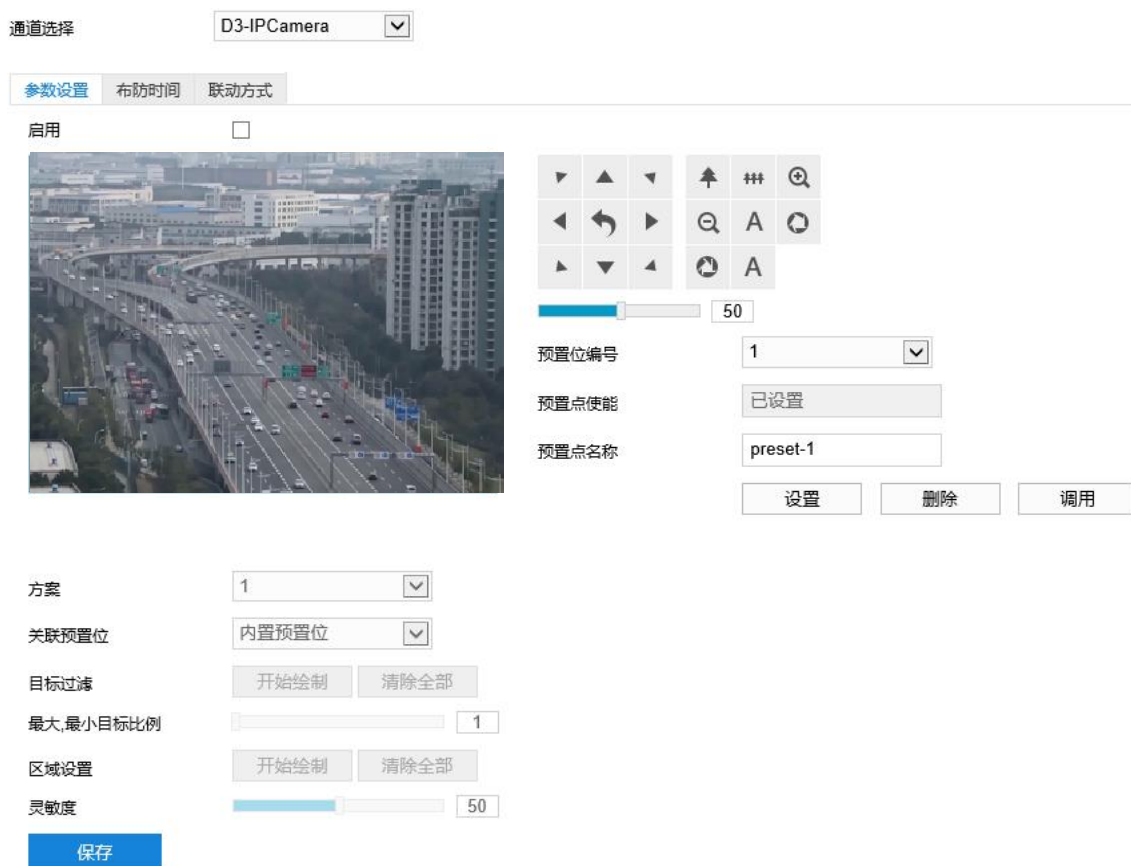 通道选择 D3-IPCamera
参数设置 布防时间 联动方式
启用
A
A
50
预置位编号 1
预置点使能 已设置
预置点名称 preset-1
设置 删除 调用
方案 1
关联预置位 内置预置位
目标过滤 开始绘制 清除全部
最大,最小目标比例 1
区域设置 开始绘制 清除全部
灵敏度 50
保存